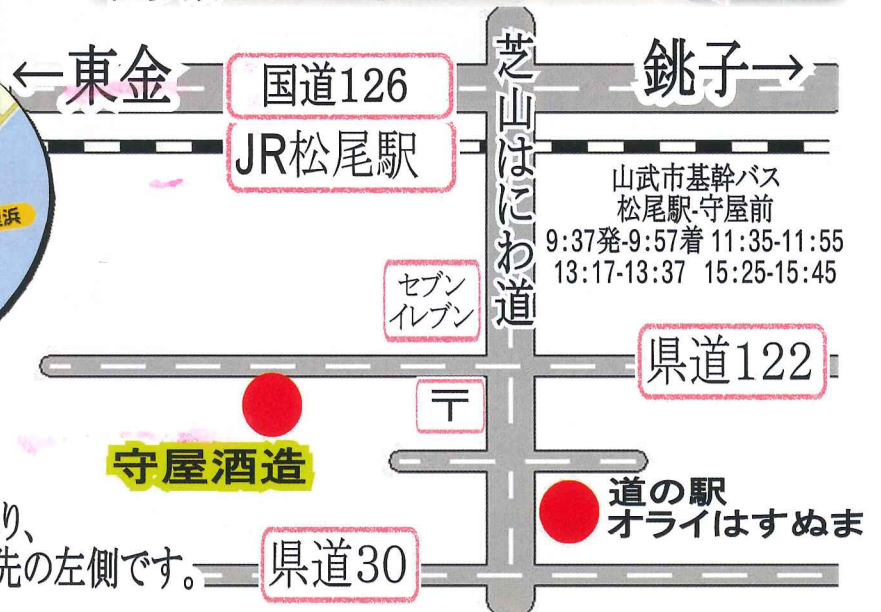 ←東金
国道126
芝山はにわ道
銚子→
JR松尾駅
山武市基幹バス
松尾駅-守屋前
9:37発-9:57着 11:35-11:55
13:17-13:37 15:25-15:45
浜
セブン
イレブン
県道122
〒
守屋酒造
道の駅
オライはすぬま
り、
先の左側です。
県道30